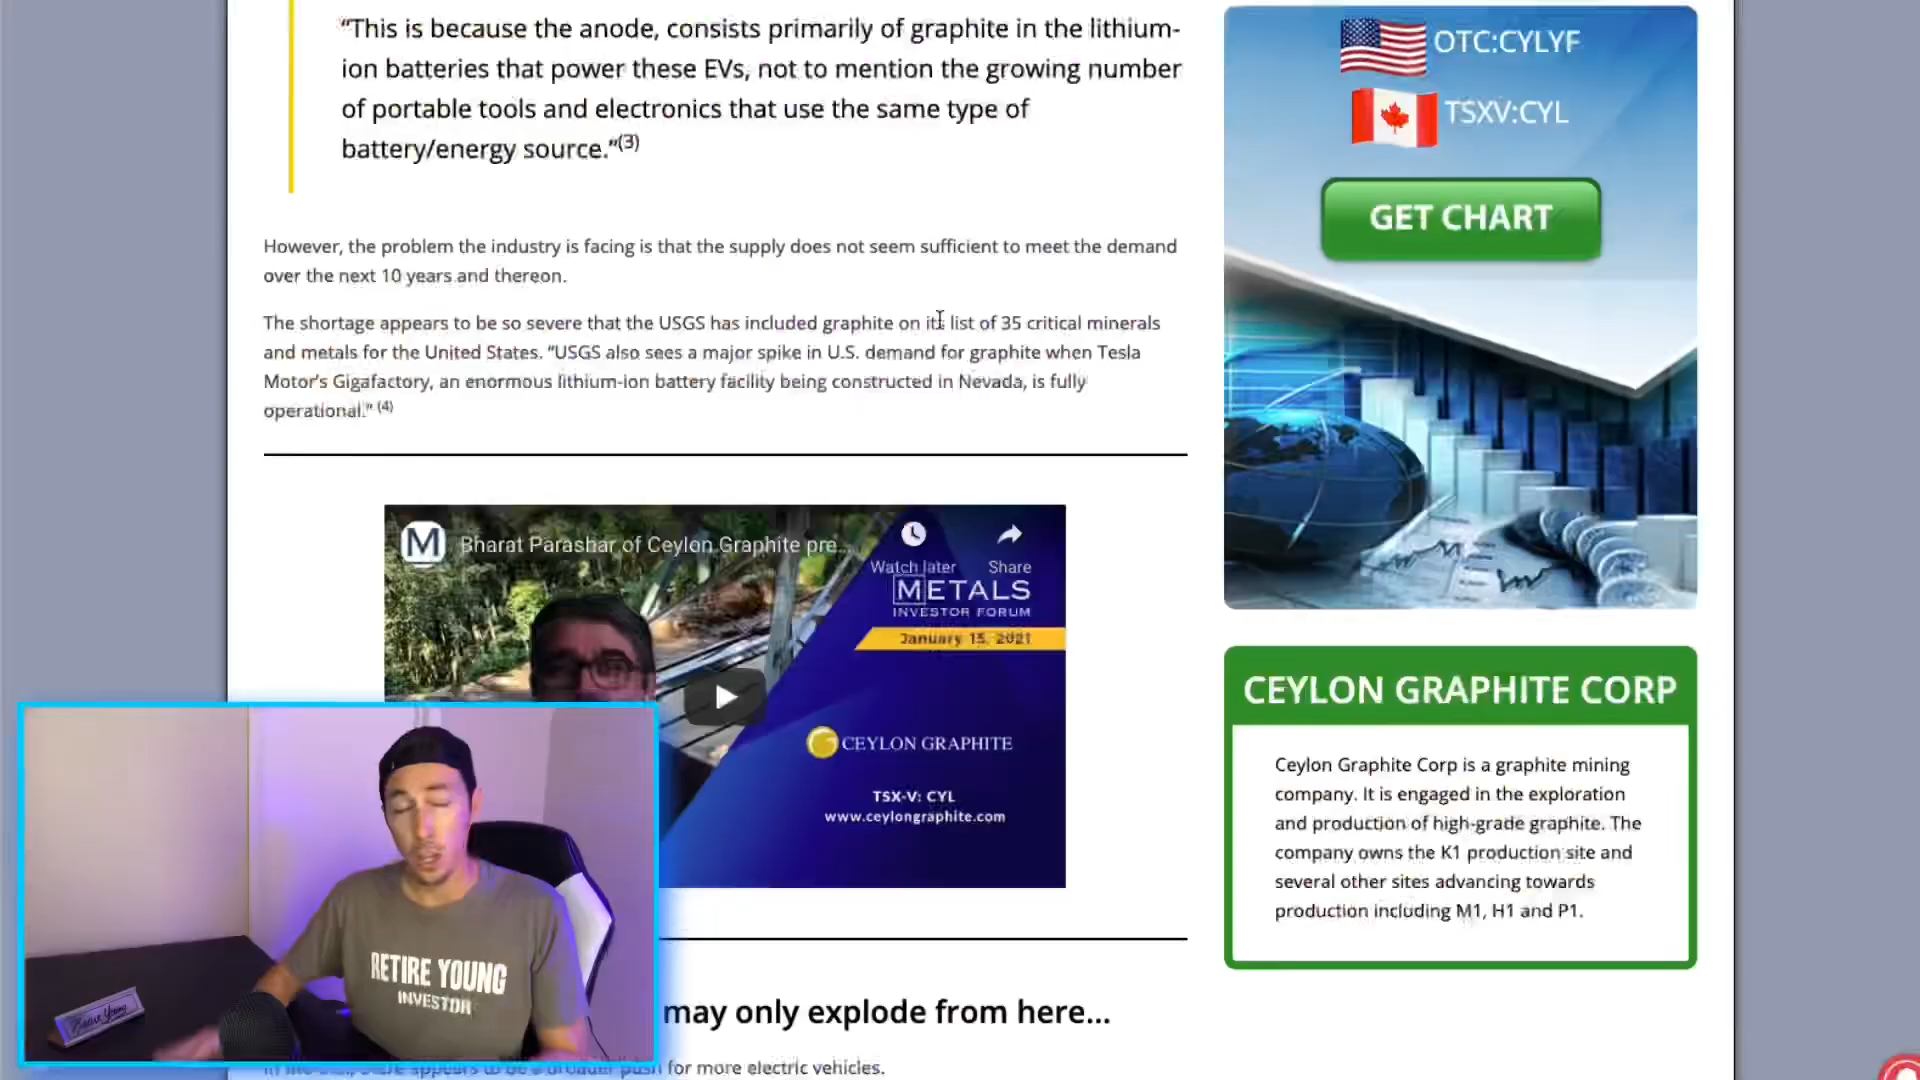 “This is because the anode, consists primarily of graphite in the lithium-
ion batteries that power these EVs, not to mention the growing number
of portable tools and electronics that use the same type of
battery/energy source.”(3)
However, the problem the industry is facing is that the supply does not seem sufficient to meet the demand
over the next 10 years and thereon.
The shortage appears to be so severe that the USGS has included graphite on its list of 35 critical minerals
and metals for the United States. “USGS also sees a major spike in U.S. demand for graphite when Tesla
Motor’s Gigafactory, an enormous lithium-ion battery facility being constructed in Nevada, is fully
operational.” (4)
M
Bharat Parashar of Ceylon Graphite pre...
Watch later
Share
METALS
INVESTOR FORUM
January 15, 2021
CEYLON GRAPHITE
TSX-V: CYL
www.ceylongraphite.com
may only explode from here...
for more electric vehicles.
RETIRE YOUNG
INVESTOR
OTC:CYLYF
TSXV:CYL
GET CHART
CEYLON GRAPHITE CORP
Ceylon Graphite Corp is a graphite mining
company. It is engaged in the exploration
and production of high-grade graphite. The
company owns the K1 production site and
several other sites advancing towards
production including M1, H1 and P1.